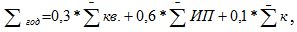 ∑ год = 0,3* ∑̄ кв. + 0,6* ∑̄ ИП + 0,1* ∑̄ к ,